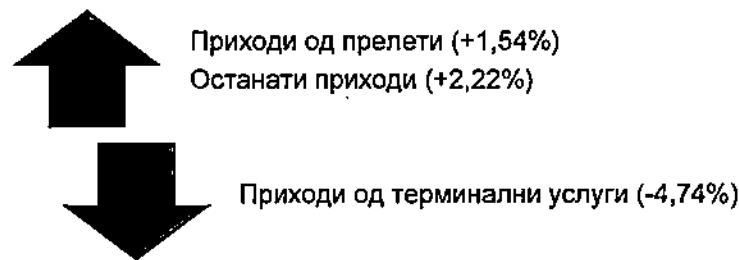 Приходи од прелети (+1,54%)
Останати приходи (+2,22%)
Приходи од терминални услуги (-4,74%)